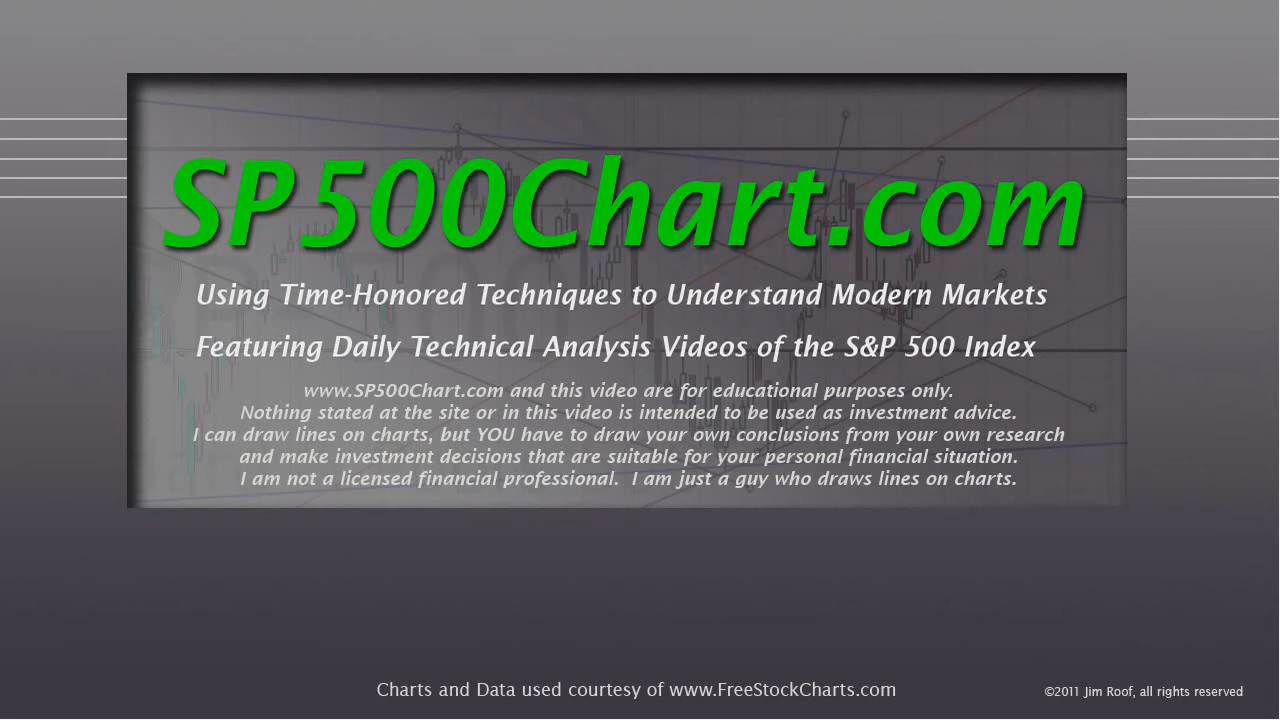 SP500Chart.com
Using Time-Honored Techniques to Understand Modern Markets
Featuring Daily Technical Analysis Videos of the S&P 500 Index
www.SP500Chart.com and this video are for educational purposes only.
Nothing stated at the site or in this video is intended to be used as investment advice.
I can draw lines on charts, but YOU have to draw your own conclusions from your own research
and make investment decisions that are suitable for your personal financial situation.
I am not a licensed financial professional.  I am just a guy who draws lines on charts.
Charts and Data used courtesy of www.FreeStockCharts.com
©2011 Jim Roof, all rights reserved